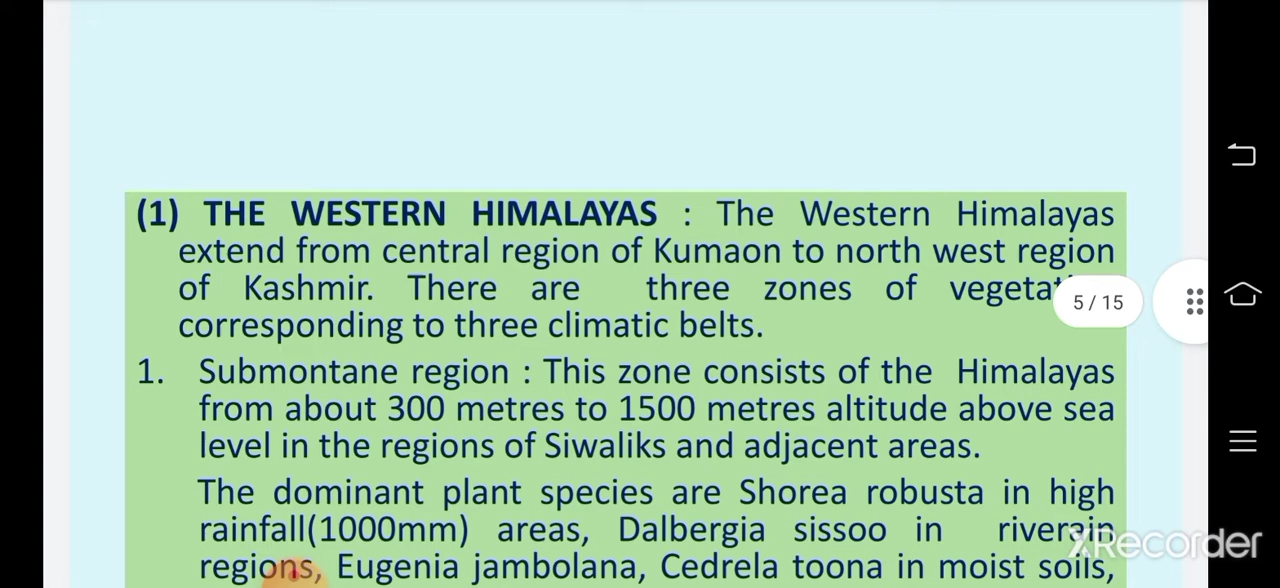 (1) THE WESTERN HIMALAYAS : The Western Himalayas
extend from central region of Kumaon to north west region
of Kashmir. There are three zones of
5 / 15
corresponding to three climatic belts.
1. Submontane region : This zone consists of the Himalayas
from about 300 metres to 1500 metres altitude above sea
level in the regions of Siwaliks and adjacent areas.
The dominant plant species are Shorea robusta in high
rainfall(1000mm) areas, Dalbergia sissoo in
XRecorder
regions, Eugenia jambolana, Cedrela toona in moist soils,